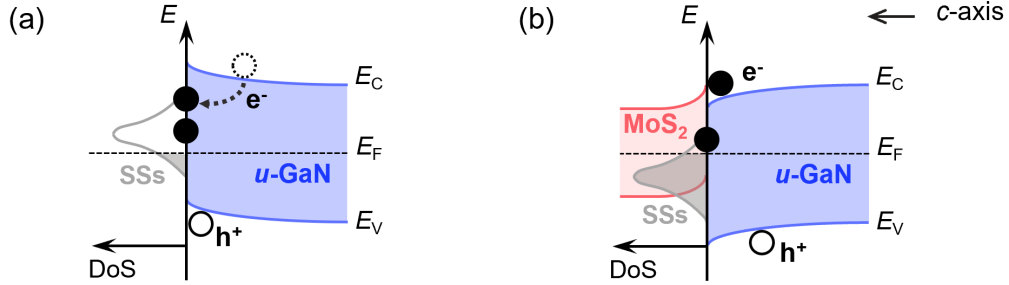 (a)
E
E_C
e⁻
E_F
SSs
u-GaN
E_V
h⁺
DoS
(b)
E
c-axis
e⁻
E_C
MoS₂
E_F
u-GaN
SSs
E_V
h⁺
DoS